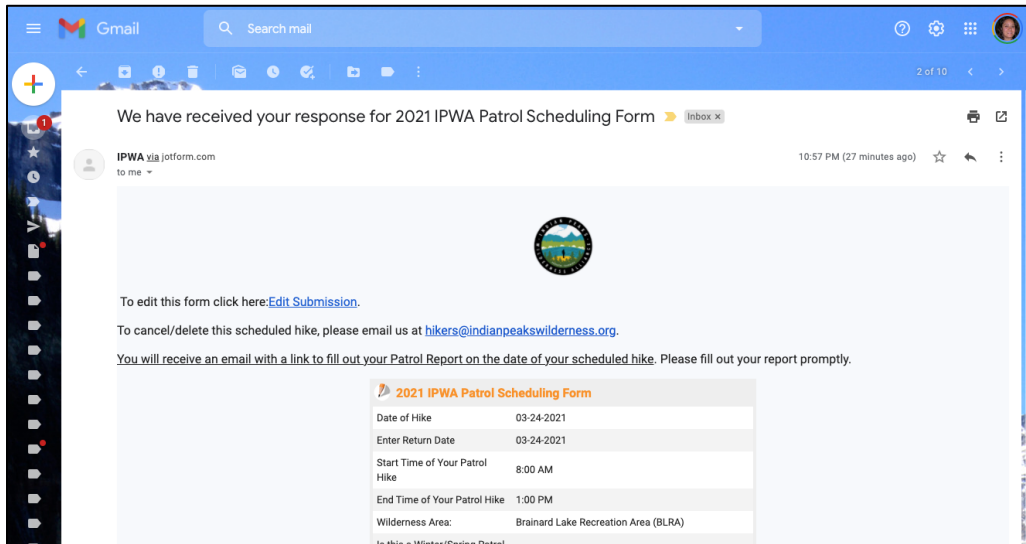 Gmail
Search mail
2 of 10
We have received your response for 2021 IPWA Patrol Scheduling Form
Inbox ×
1
IPWA via jotform.com
10:57 PM (27 minutes ago)
to me
To edit this form click here:Edit Submission.
To cancel/delete this scheduled hike, please email us at hikers@indianpeakswilderness.org.
You will receive an email with a link to fill out your Patrol Report on the date of your scheduled hike. Please fill out your report promptly.
2021 IPWA Patrol Scheduling Form
Date of Hike 03-24-2021
Enter Return Date 03-24-2021
Start Time of Your Patrol
Hike
8:00 AM
End Time of Your Patrol Hike 1:00 PM
Wilderness Area: Brainard Lake Recreation Area (BLRA)
Is this a Winter/Spring Patrol